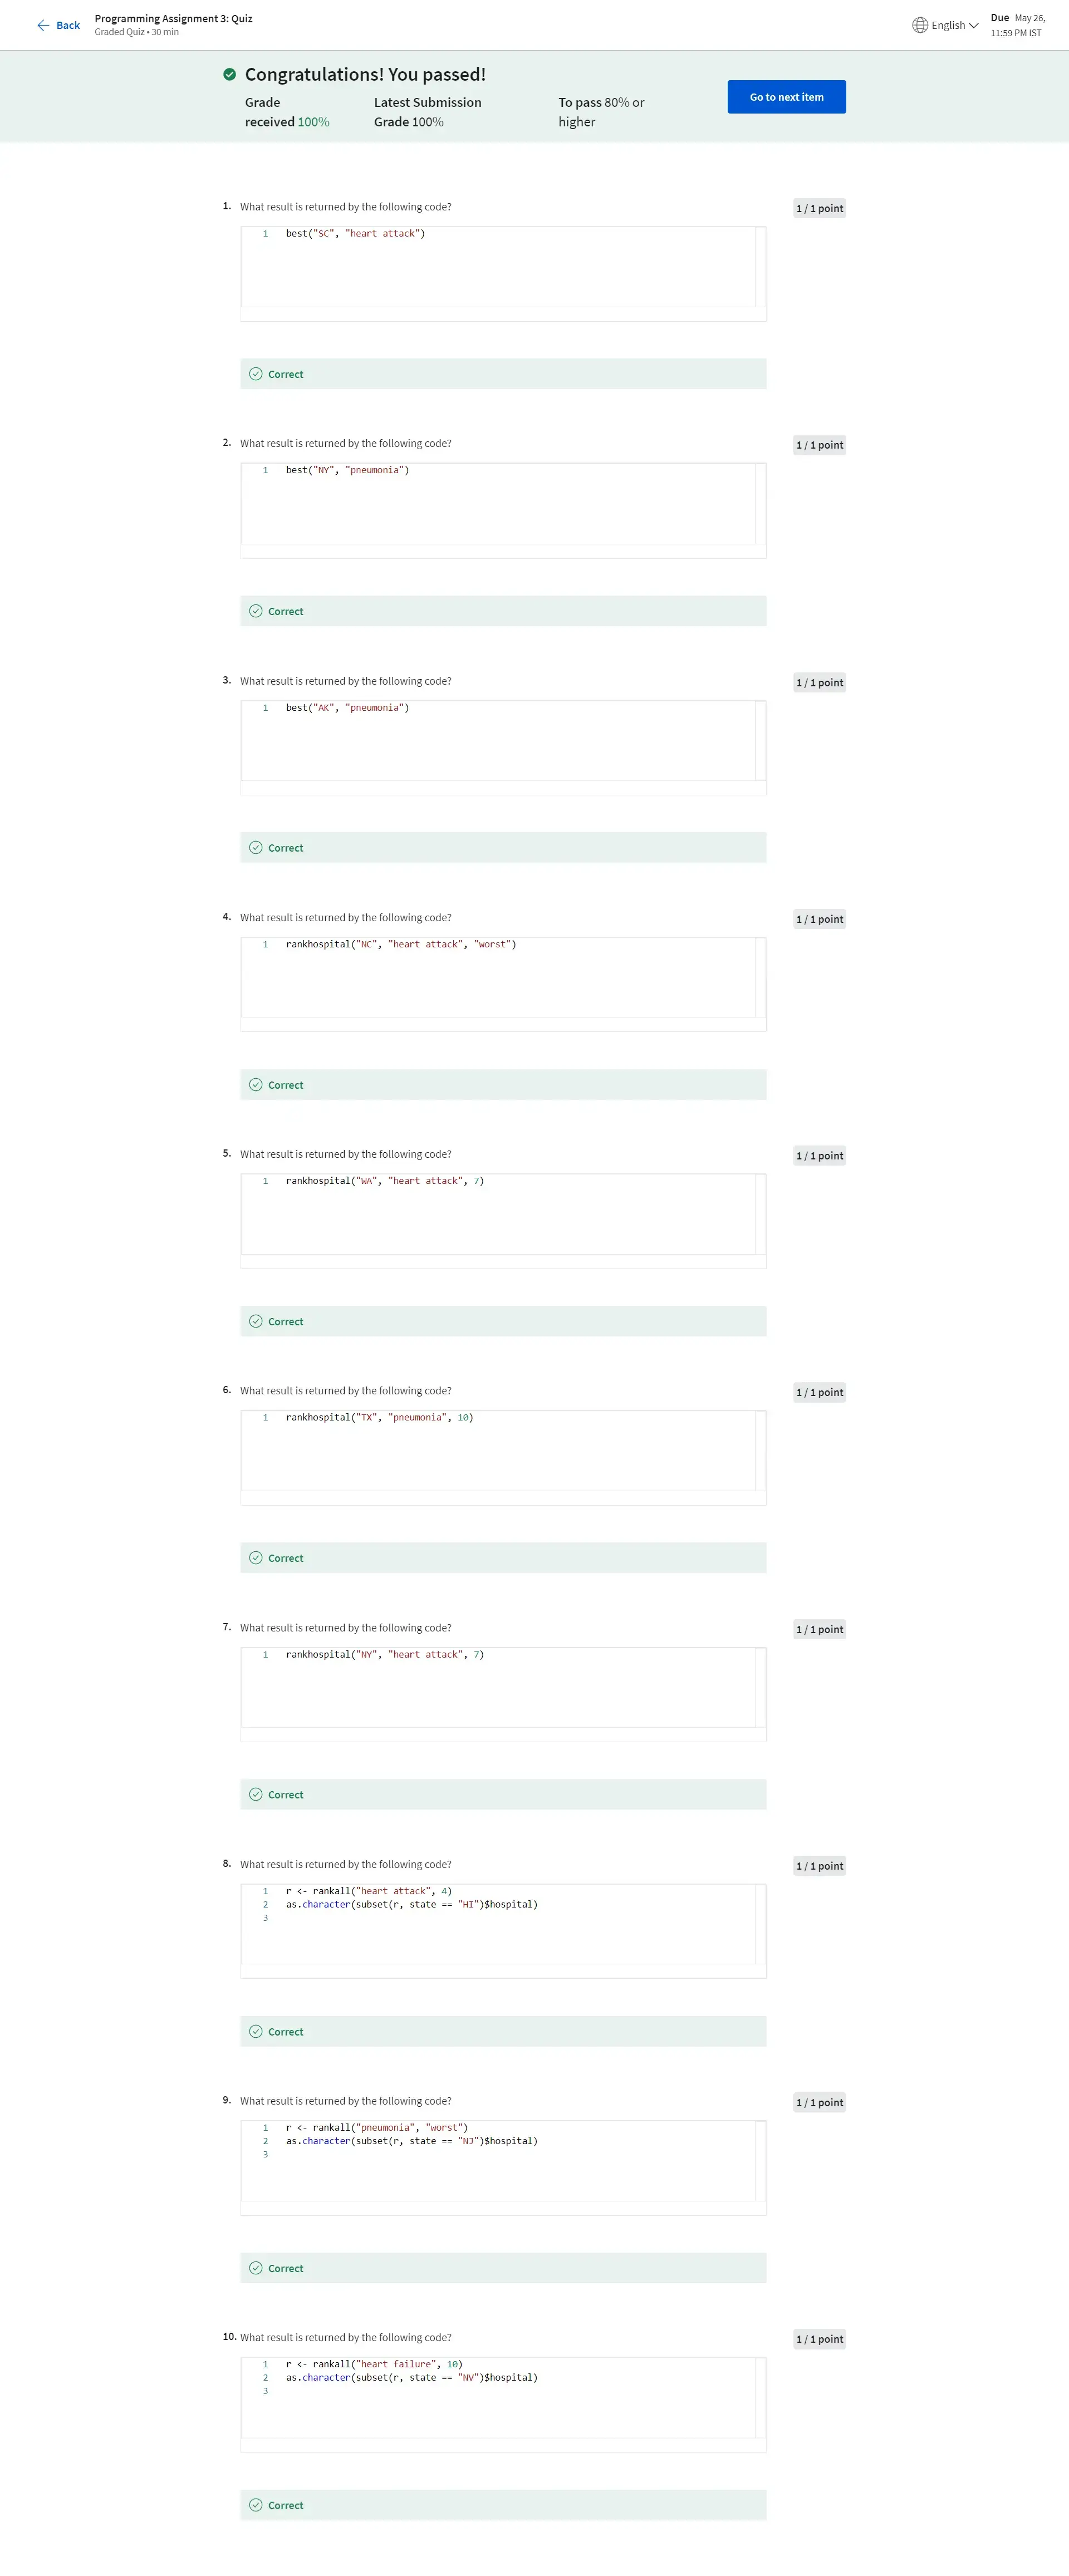 Back
Programming Assignment 3: Quiz
Graded Quiz • 30 min
English
Due May 26,
11:59 PM IST
Congratulations! You passed!
Grade
received 100%
Latest Submission
Grade 100%
To pass 80% or
higher
Go to next item
1. What result is returned by the following code?
1 / 1 point
1 best("SC", "heart attack")
Correct
2. What result is returned by the following code?
1 / 1 point
1 best("NY", "pneumonia")
Correct
3. What result is returned by the following code?
1 / 1 point
1 best("AK", "pneumonia")
Correct
4. What result is returned by the following code?
1 / 1 point
1 rankhospital("NC", "heart attack", "worst")
Correct
5. What result is returned by the following code?
1 / 1 point
1 rankhospital("WA", "heart attack", 7)
Correct
6. What result is returned by the following code?
1 / 1 point
1 rankhospital("TX", "pneumonia", 10)
Correct
7. What result is returned by the following code?
1 / 1 point
1 rankhospital("NY", "heart attack", 7)
Correct
8. What result is returned by the following code?
1 / 1 point
1 r <- rankall("heart attack", 4)
2 as.character(subset(r, state == "HI")$hospital)
3
Correct
9. What result is returned by the following code?
1 / 1 point
1 r <- rankall("pneumonia", "worst")
2 as.character(subset(r, state == "NJ")$hospital)
3
Correct
10. What result is returned by the following code?
1 / 1 point
1 r <- rankall("heart failure", 10)
2 as.character(subset(r, state == "NV")$hospital)
3
Correct